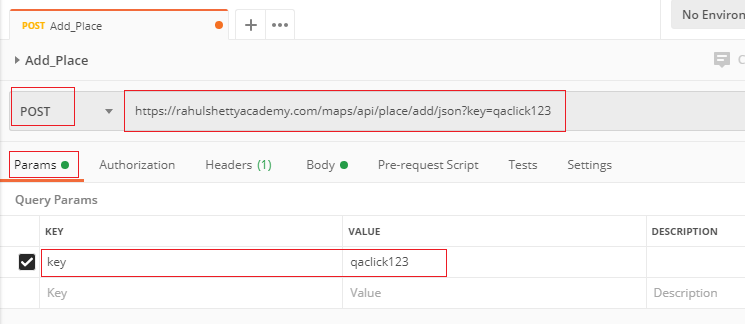 POST Add_Place
No Environ
Add_Place
POST https://rahulshettyacademy.com/maps/api/place/add/json?key=qaclick123
Params Authorization Headers (1) Body Pre-request Script Tests Settings
Query Params
KEY VALUE DESCRIPTION
key qaclick123
Key Value Description